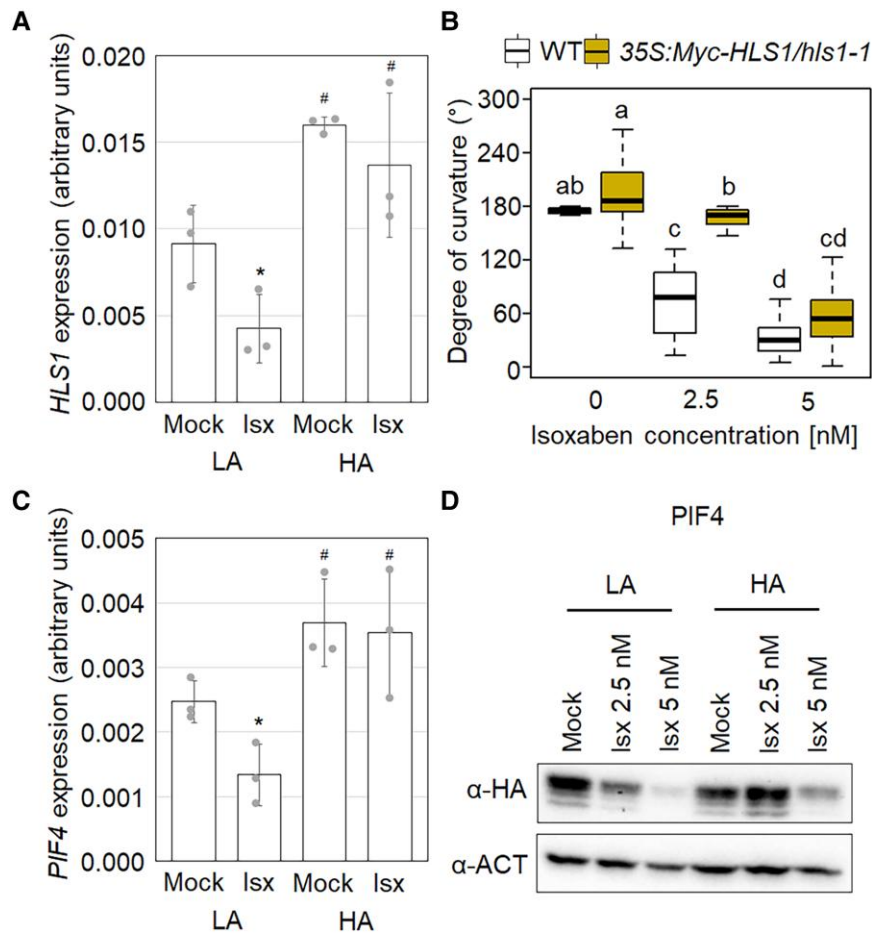 A
HLS1 expression (arbitrary units)
0.020
0.015
0.010
0.005
0.000
*
#
#
Mock Isx Mock Isx
LA HA
B
WT 35S:Myc-HLS1/hls1-1
Degree of curvature (°)
300
240
180
120
60
0
ab a c b d cd
0 2.5 5
Isoxaben concentration [nM]
C
PIF4 expression (arbitrary units)
0.005
0.004
0.003
0.002
0.001
0.000
*
#
#
Mock Isx Mock Isx
LA HA
D
PIF4
LA HA
Mock
Isx 2.5 nM
Isx 5 nM
Mock
Isx 2.5 nM
Isx 5 nM
α-HA
α-ACT